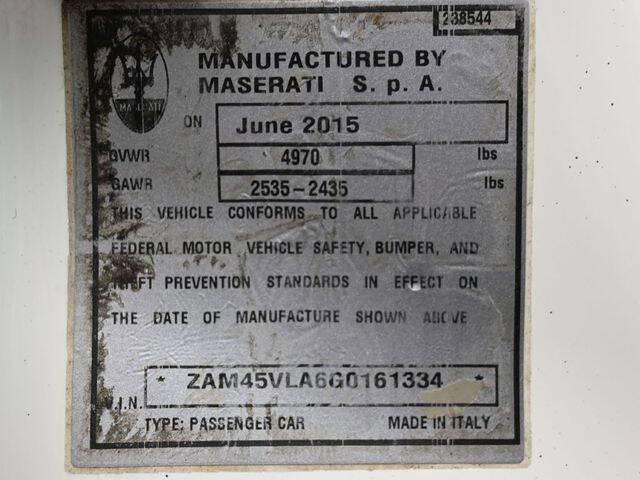 238544
MANUFACTURED BY
MASERATI S. p A.
MASERATI
ON June 2015
GVWR 4970 lbs
GAWR 2535-2435 lbs
THIS VEHICLE CONFORMS TO ALL APPLICABLE
FEDERAL MOTOR VEHICLE SAFETY, BUMPER, AND
THEFT PREVENTION STANDARDS IN EFFECT ON
THE DATE OF MANUFACTURE SHOWN ABOVE
V.I.N. * ZAM45VLA6G0161334 *
TYPE: PASSENGER CAR MADE IN ITALY